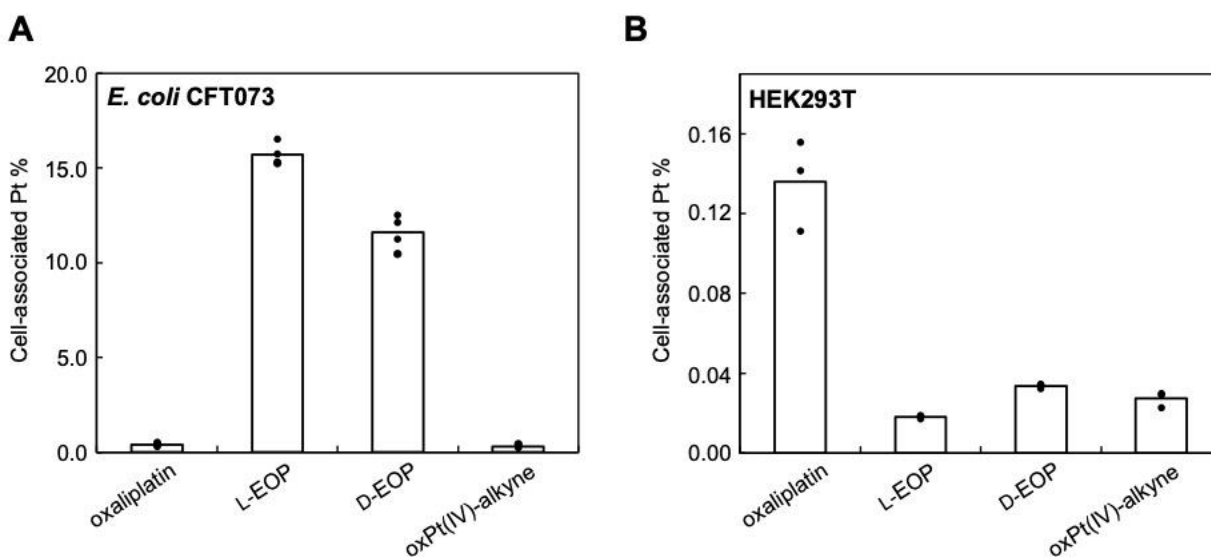 A
Cell-associated Pt %
20.0
15.0
10.0
5.0
0.0
E. coli CFT073
oxaliplatin
L-EOP
D-EOP
oxPt(IV)-alkyne
B
Cell-associated Pt %
0.16
0.12
0.08
0.04
0.00
HEK293T
oxaliplatin
L-EOP
D-EOP
oxPt(IV)-alkyne